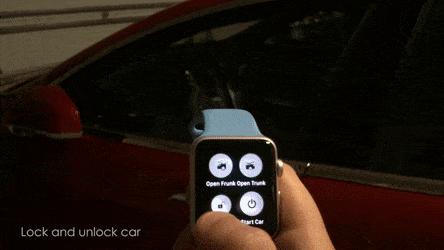 Open Frunk Open Trunk
Start Car
Lock and unlock car